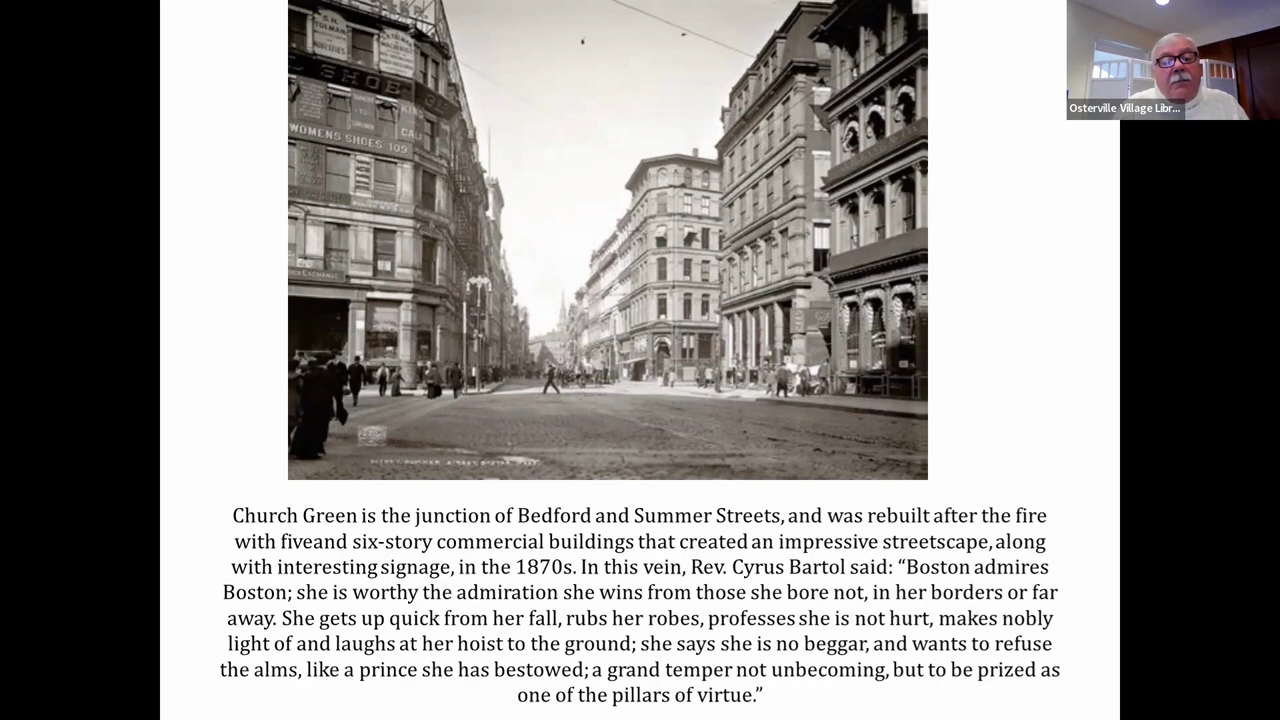 S.H.
TOLMAN
SHOE
WOMENS SHOES 109
EXCHANGE
SUMMER STREET, BOSTON
Osterville Village Libr...
Church Green is the junction of Bedford and Summer Streets, and was rebuilt after the fire
with fiveand six-story commercial buildings that created an impressive streetscape, along
with interesting signage, in the 1870s. In this vein, Rev. Cyrus Bartol said: “Boston admires
Boston; she is worthy the admiration she wins from those she bore not, in her borders or far
away. She gets up quick from her fall, rubs her robes, professes she is not hurt, makes nobly
light of and laughs at her hoist to the ground; she says she is no beggar, and wants to refuse
the alms, like a prince she has bestowed; a grand temper not unbecoming, but to be prized as
one of the pillars of virtue.”